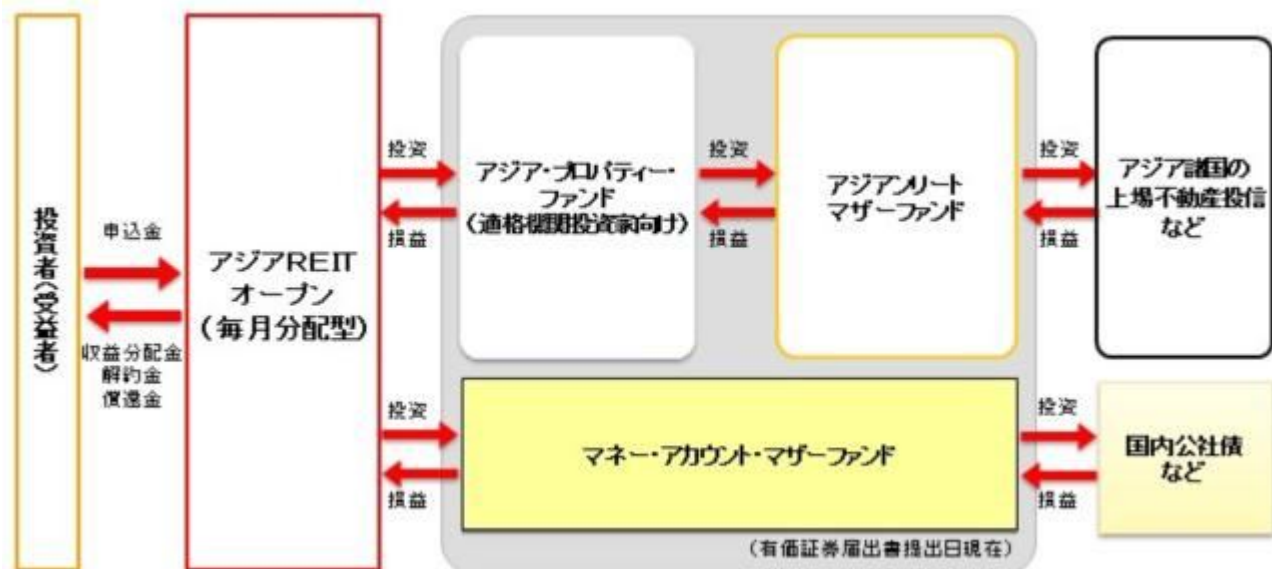 投資者(受益者)
申込金
収益分配金
解約金
償還金
アジアREIT
オープン
(毎月分配型)
投資
損益
アジア・プロパティー・
ファンド
(適格機関投資家向け)
投資
損益
アジアンリート
マザーファンド
投資
損益
アジア諸国の
上場不動産投信
など
投資
損益
マネー・アカウント・マザーファンド
投資
損益
国内公社債
など
(有価証券届出書提出日現在)